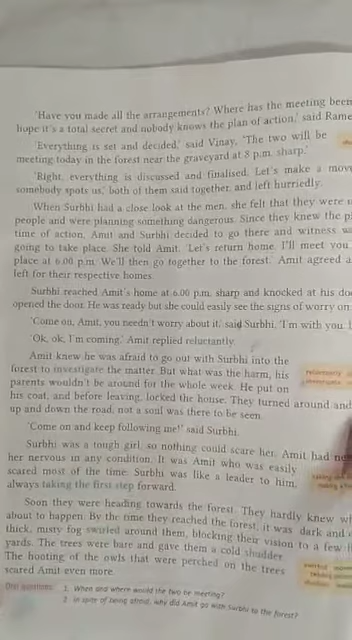 'Have you made all the arrangements? Where has the meeting been
hope it's a total secret and nobody knows the plan of action,' said Rame
'Everything is set and decided,' said Vinay. 'The two will be
meeting today in the forest near the graveyard at 8 p.m. sharp.'
'Right, everything is discussed and finalised. Let's make a move
somebody spots us,' both of them said together, and left hurriedly.
When Surbhi had a close look at the men, she felt that they were
people and were planning something dangerous. Since they knew the
time of action, Amit and Surbhi decided to go there and witness
going to take place. She told Amit, 'Let's return home. I'll meet you
place at 6.00 p.m. We'll then go together to the forest.' Amit agreed
left for their respective homes.
Surbhi reached Amit's home at 6.00 p.m. sharp and knocked at his
opened the door. He was ready but she could easily see the signs of worry on
'Come on, Amit, you needn't worry about it,' said Surbhi, 'I'm with you.
'Ok, ok, I'm coming,' Amit replied reluctantly.
Amit knew he was afraid to go out with Surbhi into the
forest to investigate the matter. But what was the harm, his
parents wouldn't be around for the whole week. He put on
his coat, and before leaving, locked the house. They turned around and
up and down the road, not a soul was there to be seen.
'Come on and keep following me!' said Surbhi.
Surbhi was a tough girl, so nothing could scare her. Amit had
her nervous in any condition. It was Amit who was easily
scared most of the time. Surbhi was like a leader to him,
always taking the first step forward.
Soon they were heading towards the forest. They hardly knew
about to happen. By the time they reached the forest, it was dark and
thick, misty fog swirled around them, blocking their vision to a few
yards. The trees were bare and gave them a cold shudder.
The hooting of the owls that were perched on the trees
scared Amit even more.
Oral questions 1. When and where would the two be meeting?
2. In spite of being afraid, why did Amit go with Surbhi to the forest?